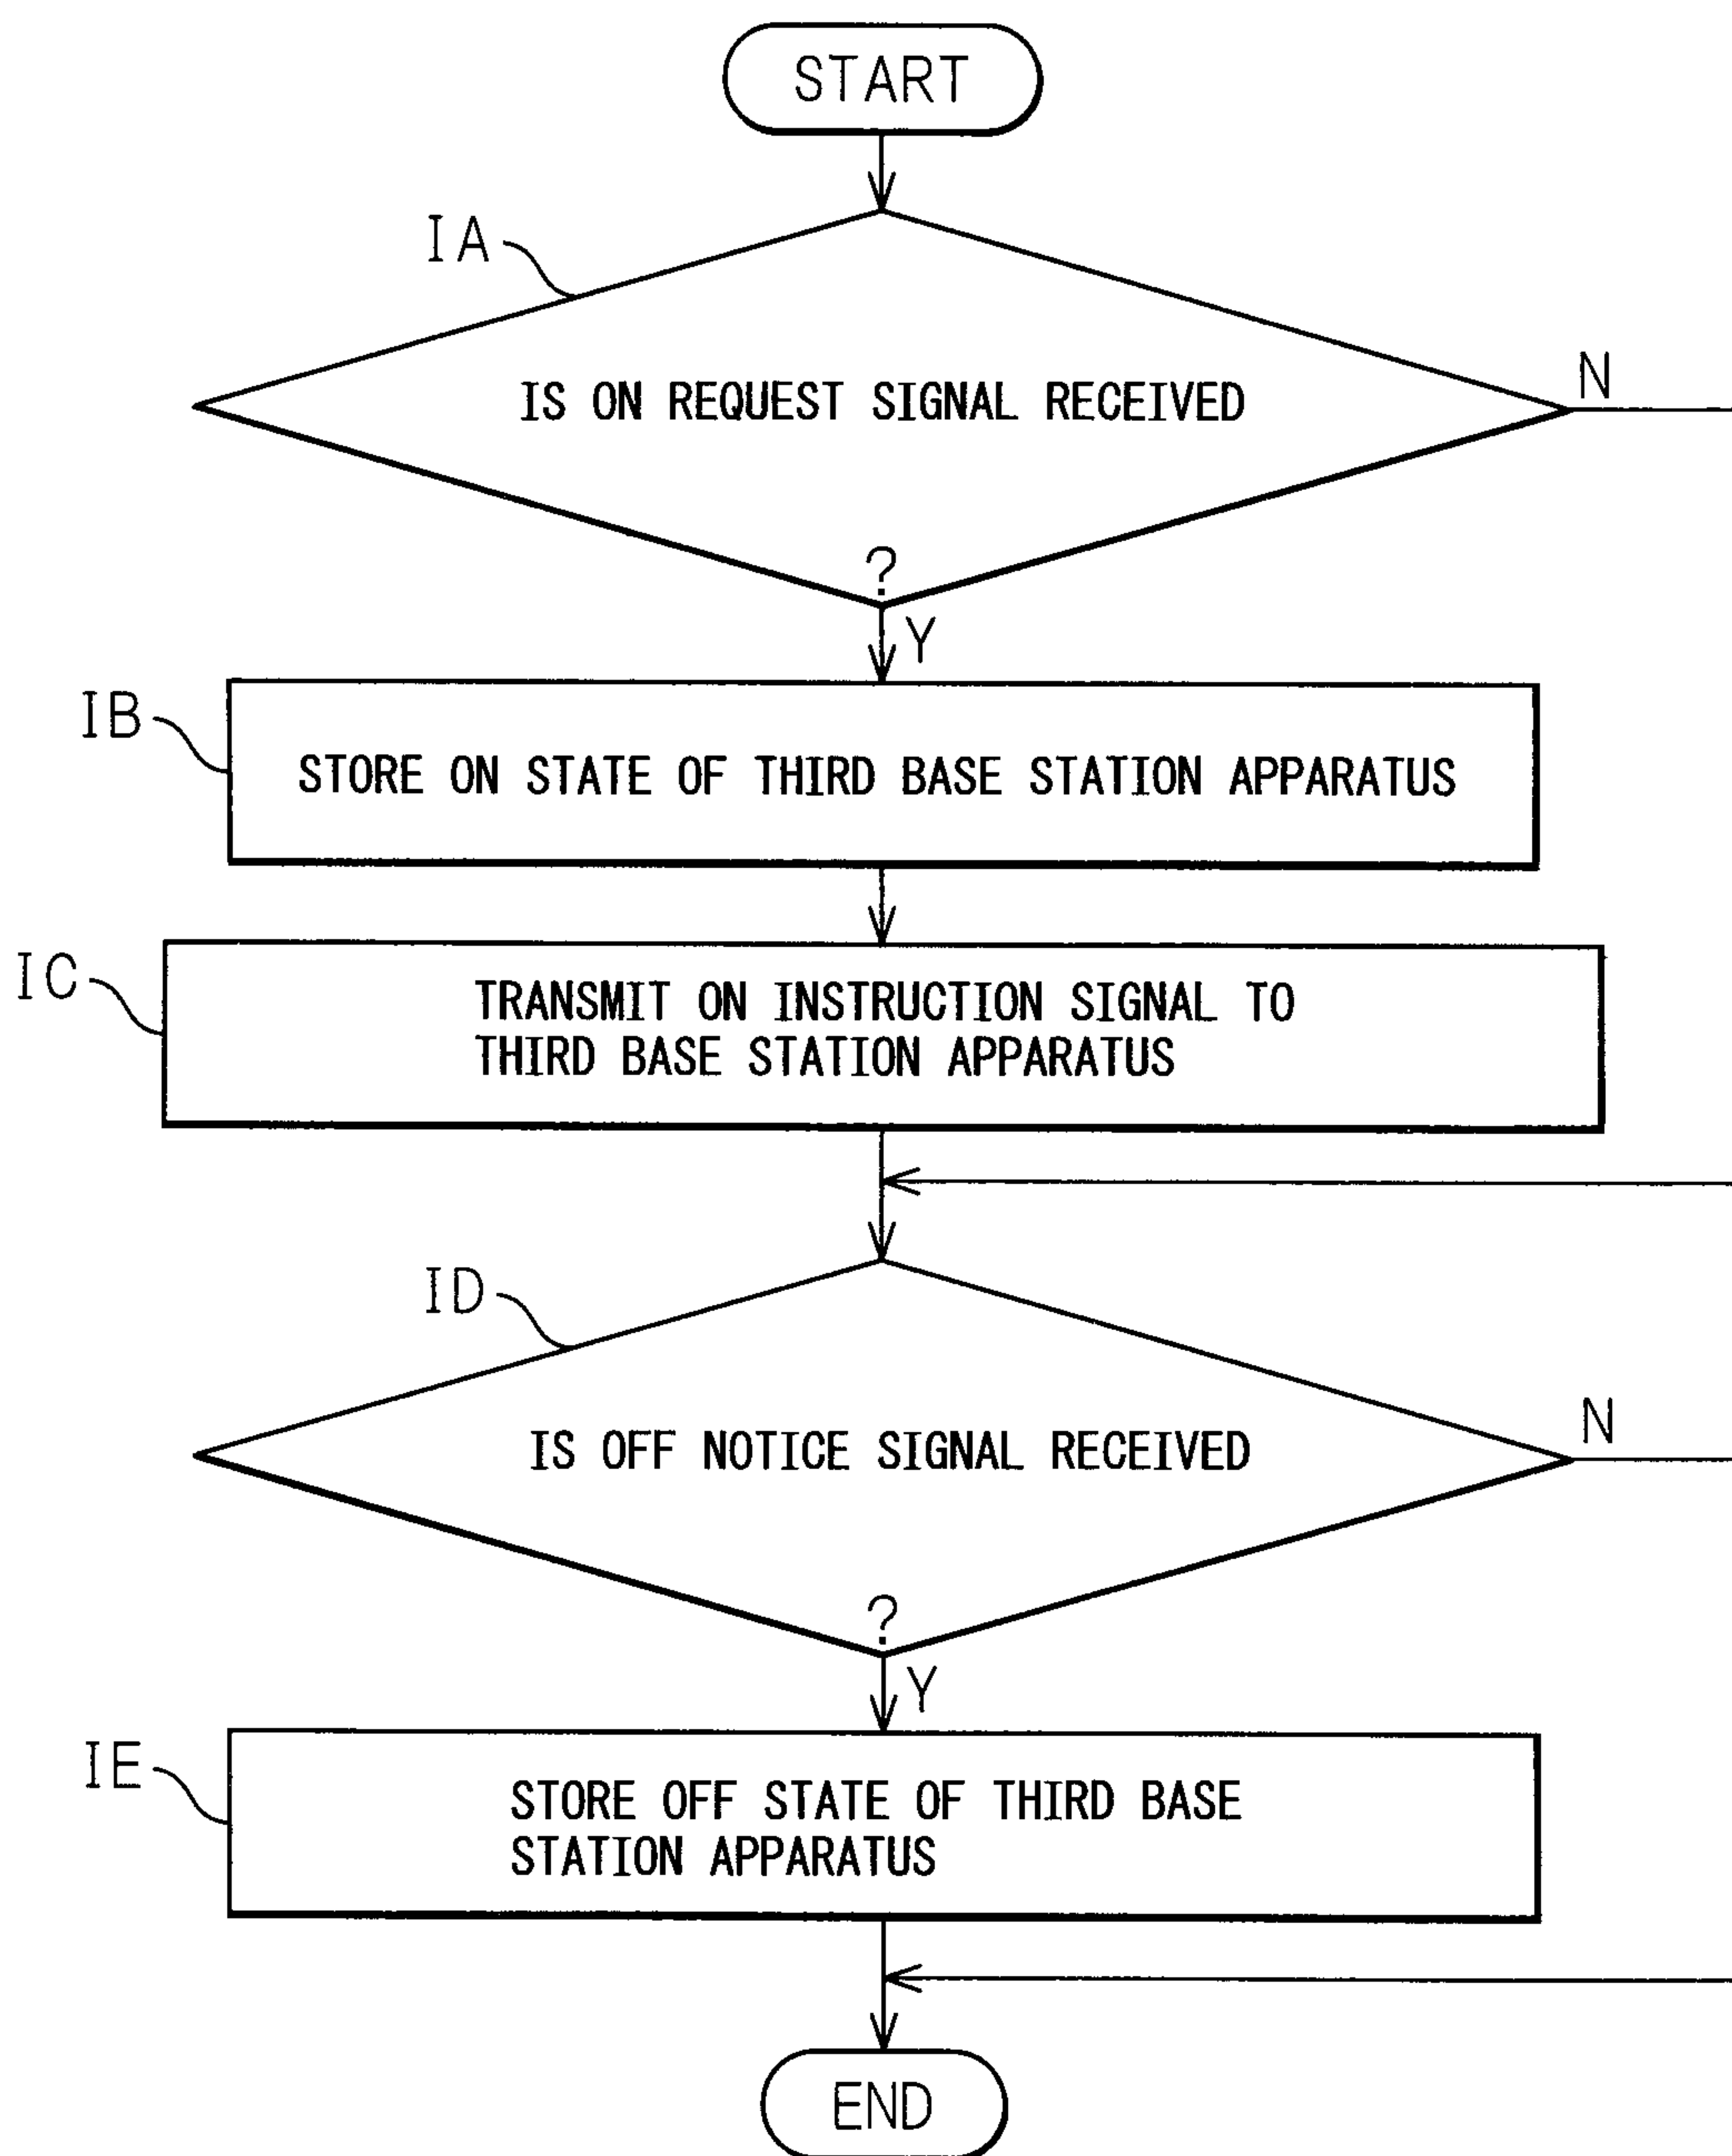 START
IA
IS ON REQUEST SIGNAL RECEIVED
N
?
Y
IB
STORE ON STATE OF THIRD BASE STATION APPARATUS
IC
TRANSMIT ON INSTRUCTION SIGNAL TO
THIRD BASE STATION APPARATUS
ID
IS OFF NOTICE SIGNAL RECEIVED
N
?
Y
IE
STORE OFF STATE OF THIRD BASE
STATION APPARATUS
END